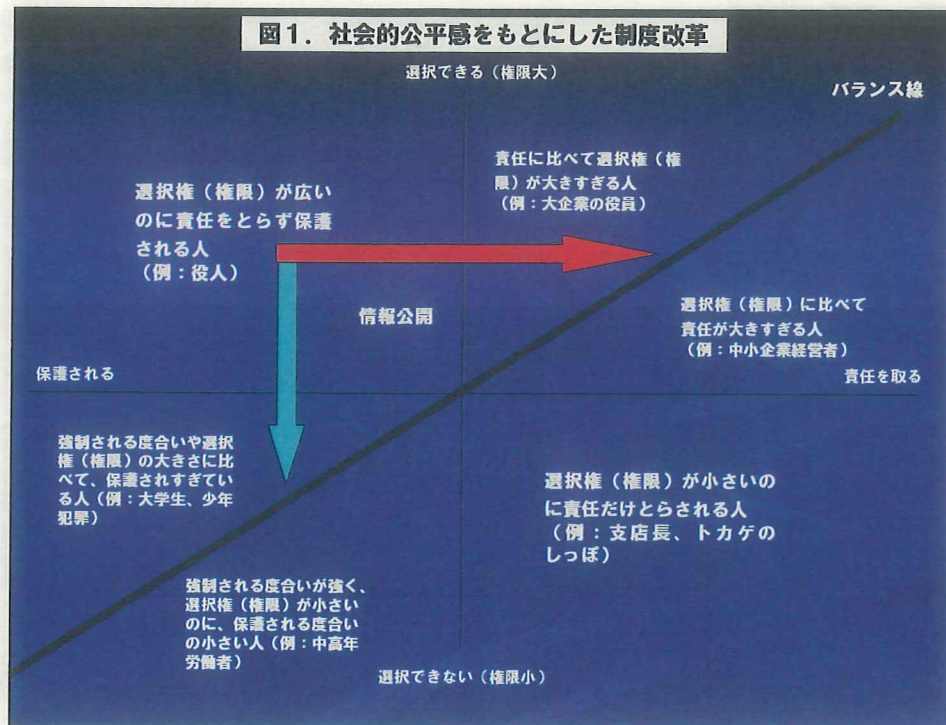 図1．社会的公平感をもとにした制度改革
選択できる（権限大）
バランス線
責任に比べて選択権（権
限）が大きすぎる人
（例：大企業の役員）
選択権（権限）が広い
のに責任をとらず保護
される人
（例：役人）
情報公開
選択権（権限）に比べて
責任が大きすぎる人
（例：中小企業経営者）
保護される
責任を取る
強制される度合いや選択
権（権限）の大きさに比
べて、保護されすぎてい
る人（例：大学生、少年
犯罪）
選択権（権限）が小さいの
に責任だけとらされる人
（例：支店長、トカゲの
しっぽ）
強制される度合いが強く、
選択権（権限）が小さい
のに、保護される度合い
の小さい人（例：中高年
労働者）
選択できない（権限小）